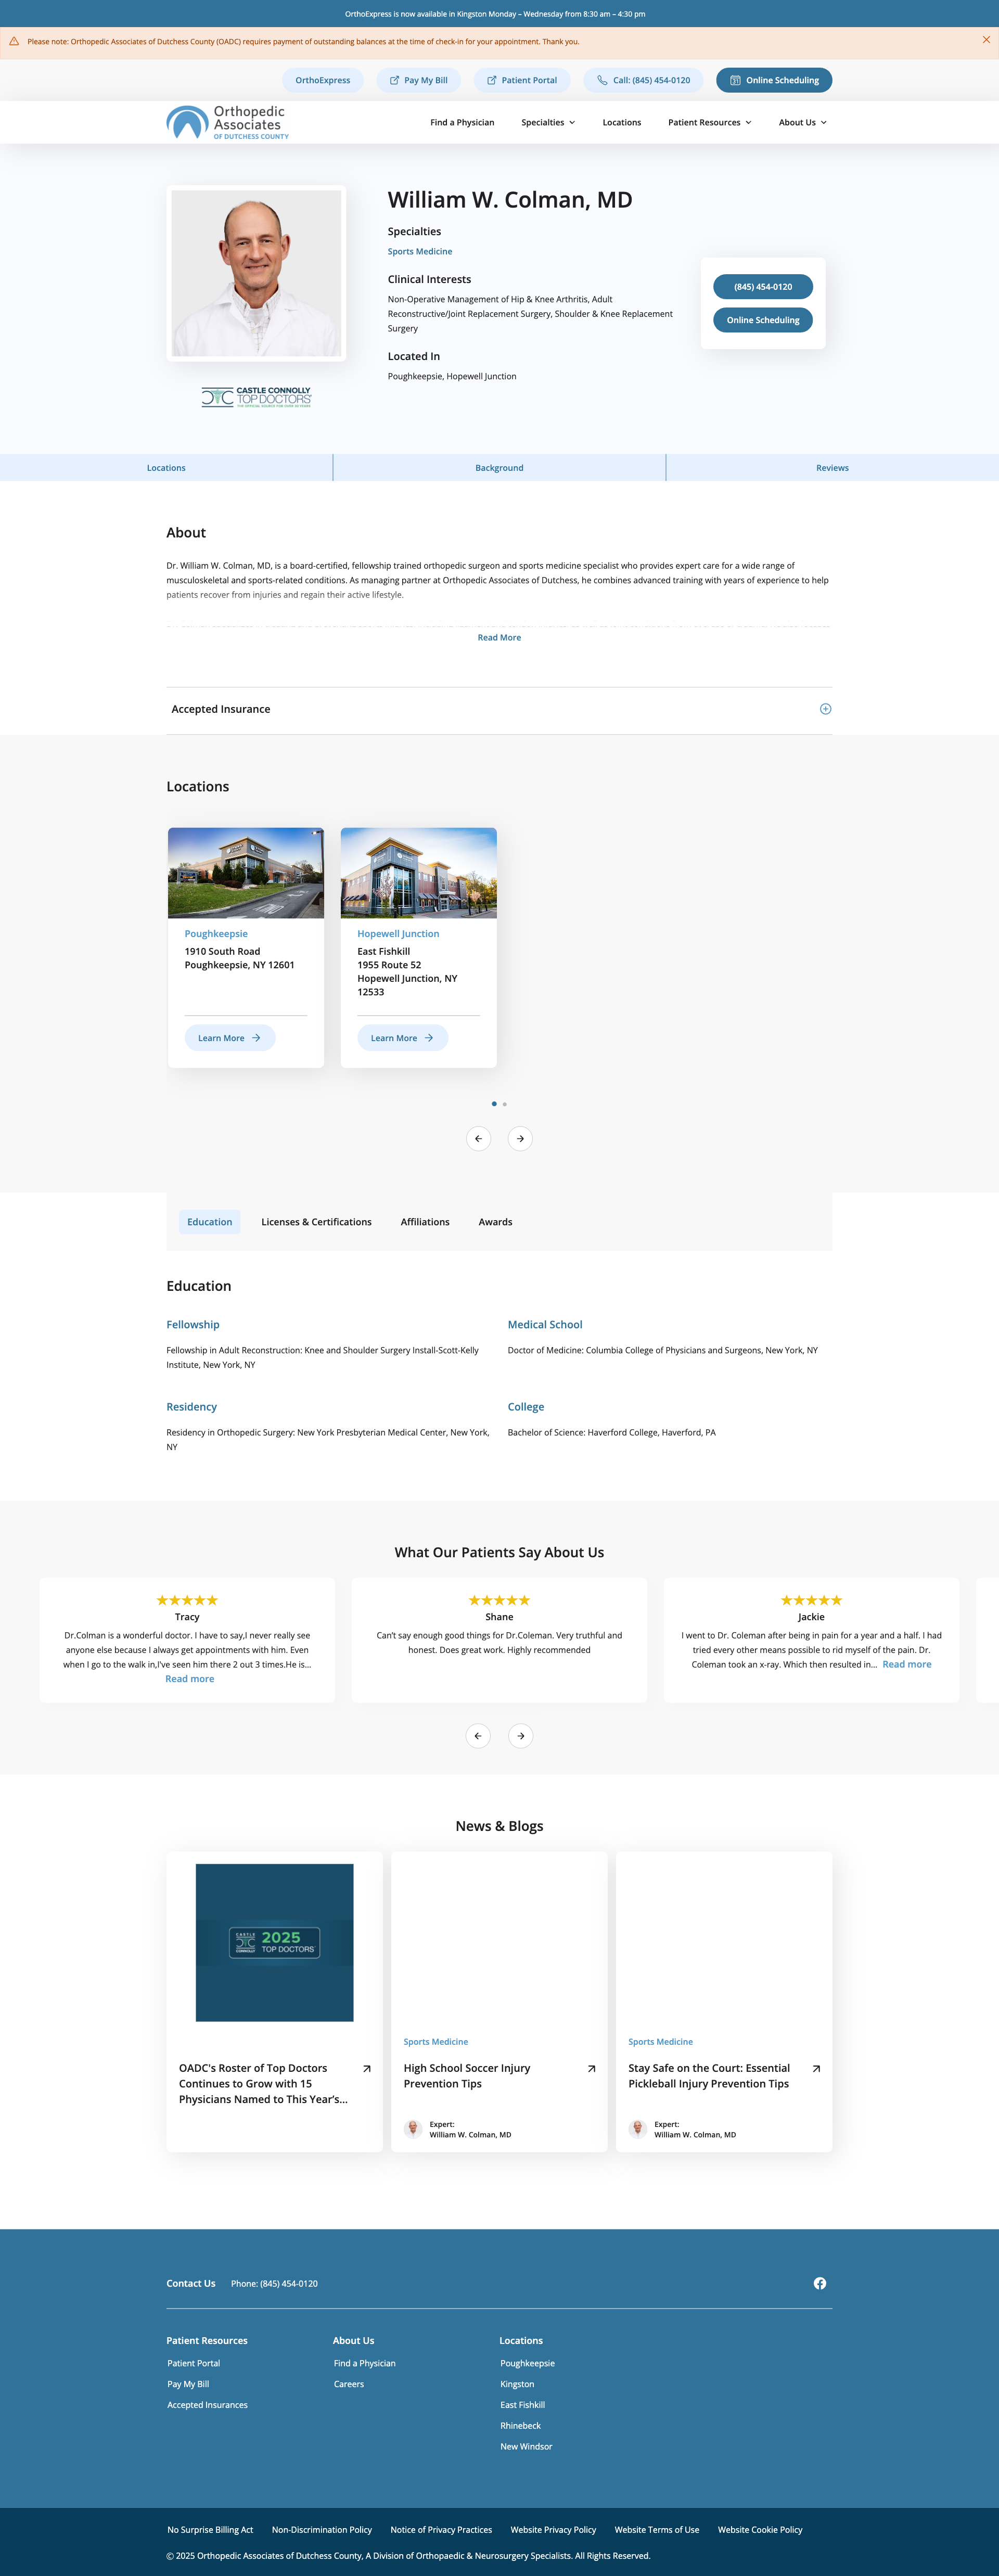 OrthoExpress is now available in Kingston Monday – Wednesday from 8:30 am – 4:30 pm
Please note: Orthopedic Associates of Dutchess County (OADC) requires payment of outstanding balances at the time of check-in for your appointment. Thank you.
OrthoExpress
Pay My Bill
Patient Portal
Call: (845) 454-0120
Online Scheduling
Orthopedic
Associates
OF DUTCHESS COUNTY
Find a Physician
Specialties
Locations
Patient Resources
About Us
William W. Colman, MD
Specialties
Sports Medicine
Clinical Interests
Non-Operative Management of Hip & Knee Arthritis, Adult
Reconstructive/Joint Replacement Surgery, Shoulder & Knee Replacement
Surgery
Located In
Poughkeepsie, Hopewell Junction
(845) 454-0120
Online Scheduling
CASTLE CONNOLLY
TOP DOCTORS
Locations
Background
Reviews
About
Dr. William W. Colman, MD, is a board-certified, fellowship trained orthopedic surgeon and sports medicine specialist who provides expert care for a wide range of
musculoskeletal and sports-related conditions. As managing partner at Orthopedic Associates of Dutchess, he combines advanced training with years of experience to help
patients recover from injuries and regain their active lifestyle.
Read More
Accepted Insurance
Locations
Poughkeepsie
1910 South Road
Poughkeepsie, NY 12601
Learn More
Hopewell Junction
East Fishkill
1955 Route 52
Hopewell Junction, NY
12533
Learn More
Education
Licenses & Certifications
Affiliations
Awards
Education
Fellowship
Fellowship in Adult Reconstruction: Knee and Shoulder Surgery Install-Scott-Kelly
Institute, New York, NY
Medical School
Doctor of Medicine: Columbia College of Physicians and Surgeons, New York, NY
Residency
Residency in Orthopedic Surgery: New York Presbyterian Medical Center, New York,
NY
College
Bachelor of Science: Haverford College, Haverford, PA
What Our Patients Say About Us
Tracy
Dr.Colman is a wonderful doctor. I have to say,I never really see
anyone else because I always get appointments with him. Even
when I go to the walk in,I've seen him there 2 out 3 times.He is...
Read more
Shane
Can't say enough good things for Dr.Coleman. Very truthful and
honest. Does great work. Highly recommended
Jackie
I went to Dr. Coleman after being in pain for a year and a half. I had
tried every other means possible to rid myself of the pain. Dr.
Coleman took an x-ray. Which then resulted in... Read more
News & Blogs
CASTLE CONNOLLY
2025
TOP DOCTORS
OADC's Roster of Top Doctors
Continues to Grow with 15
Physicians Named to This Year's...
Sports Medicine
High School Soccer Injury
Prevention Tips
Expert:
William W. Colman, MD
Sports Medicine
Stay Safe on the Court: Essential
Pickleball Injury Prevention Tips
Expert:
William W. Colman, MD
Contact Us
Phone: (845) 454-0120
Patient Resources
Patient Portal
Pay My Bill
Accepted Insurances
About Us
Find a Physician
Careers
Locations
Poughkeepsie
Kingston
East Fishkill
Rhinebeck
New Windsor
No Surprise Billing Act
Non-Discrimination Policy
Notice of Privacy Practices
Website Privacy Policy
Website Terms of Use
Website Cookie Policy
© 2025 Orthopedic Associates of Dutchess County, A Division of Orthopaedic & Neurosurgery Specialists. All Rights Reserved.